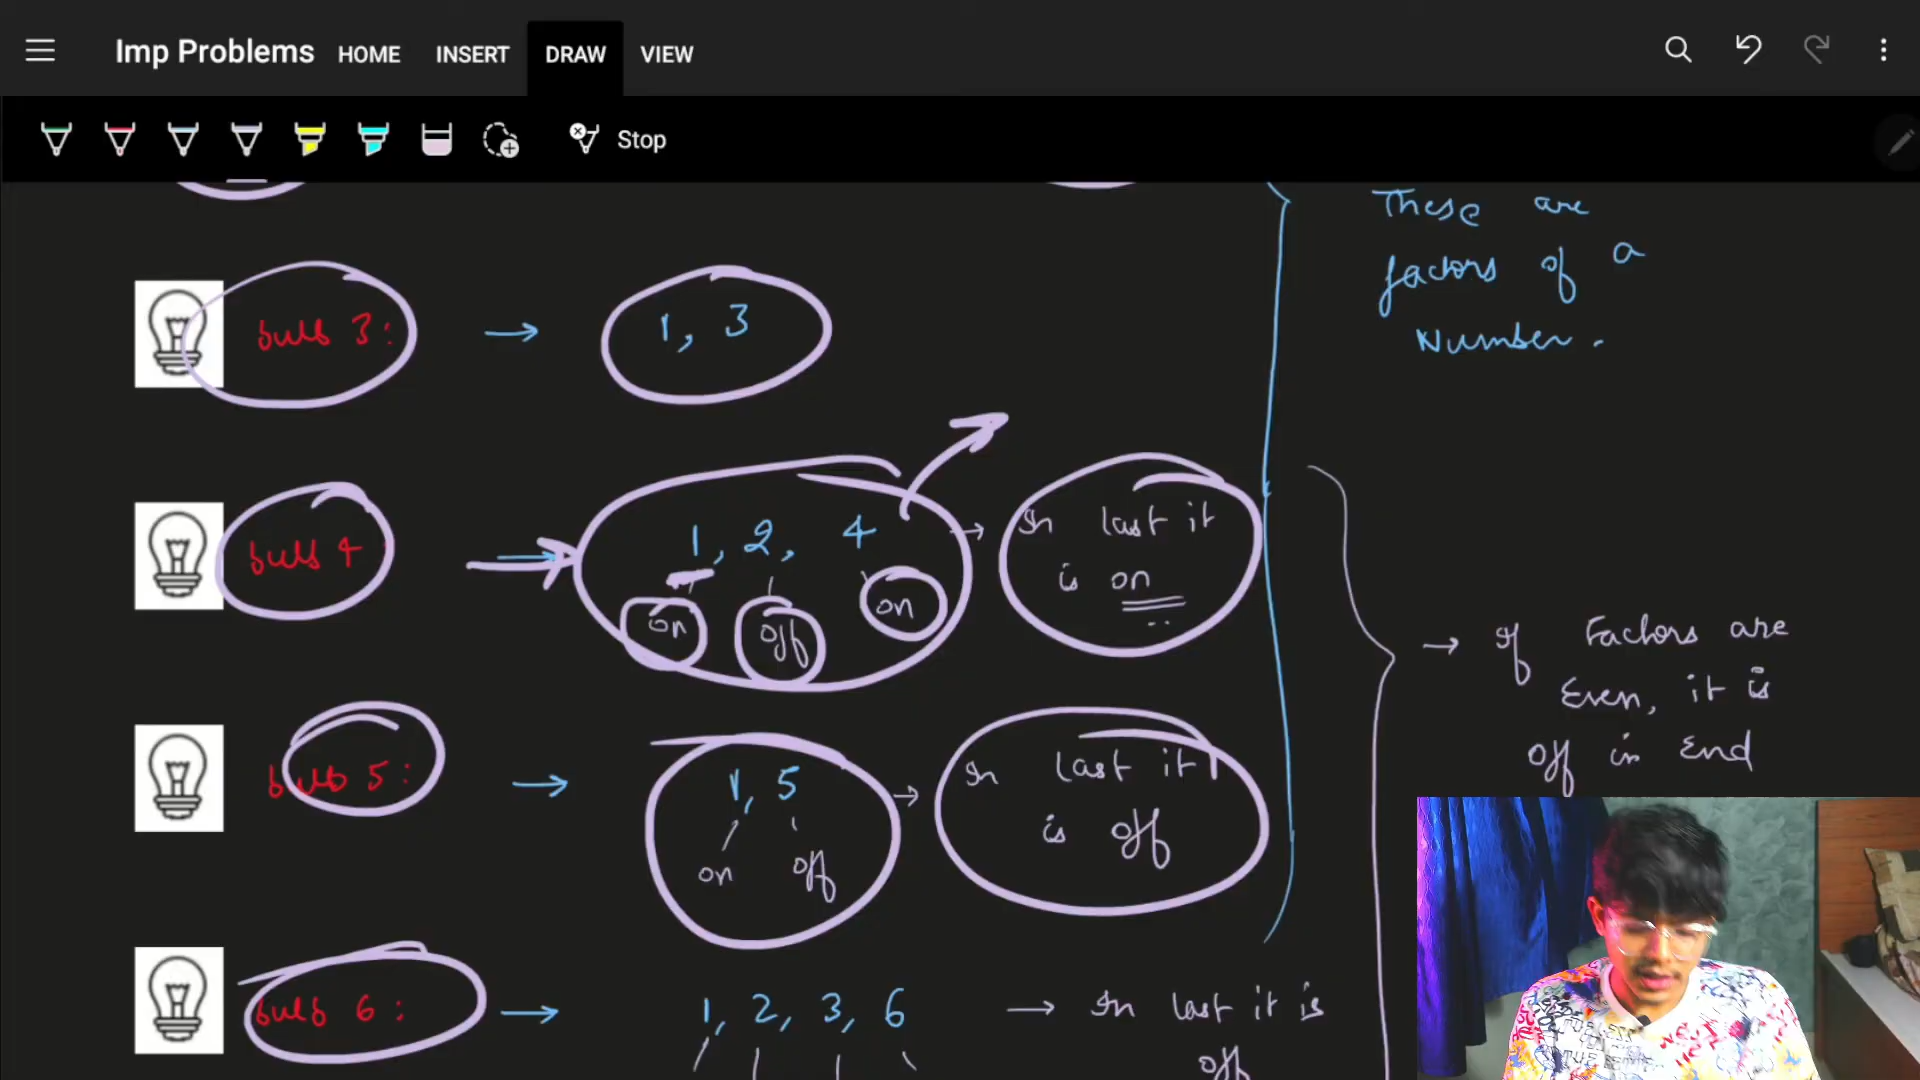 Imp Problems HOME INSERT DRAW VIEW
Stop
These are
factors of a
Number.
bulb 3: → 1, 3
bulb 4 → 1, 2, 4 → In last it
is on
on off on
→ If Factors are
Even, it is
off in End
bulb 5: → 1, 5 → In last it
is off
on off
bulb 6: → 1, 2, 3, 6 → In last it is
off